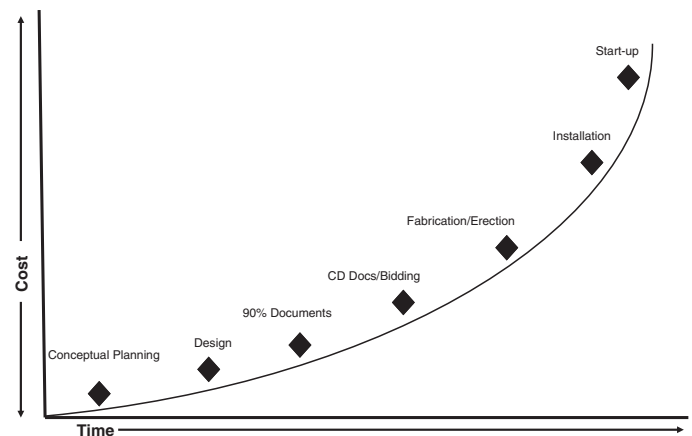 Start-up
Installation
Fabrication/Erection
CD Docs/Bidding
90% Documents
Design
Conceptual Planning
Cost
Time